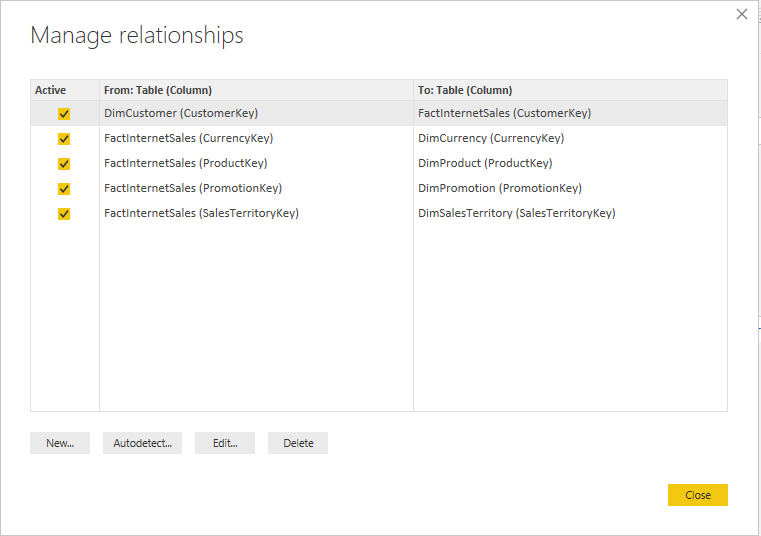 Manage relationships
Active From: Table (Column) To: Table (Column)
DimCustomer (CustomerKey) FactInternetSales (CustomerKey)
FactInternetSales (CurrencyKey) DimCurrency (CurrencyKey)
FactInternetSales (ProductKey) DimProduct (ProductKey)
FactInternetSales (PromotionKey) DimPromotion (PromotionKey)
FactInternetSales (SalesTerritoryKey) DimSalesTerritory (SalesTerritoryKey)
New... Autodetect... Edit... Delete
Close